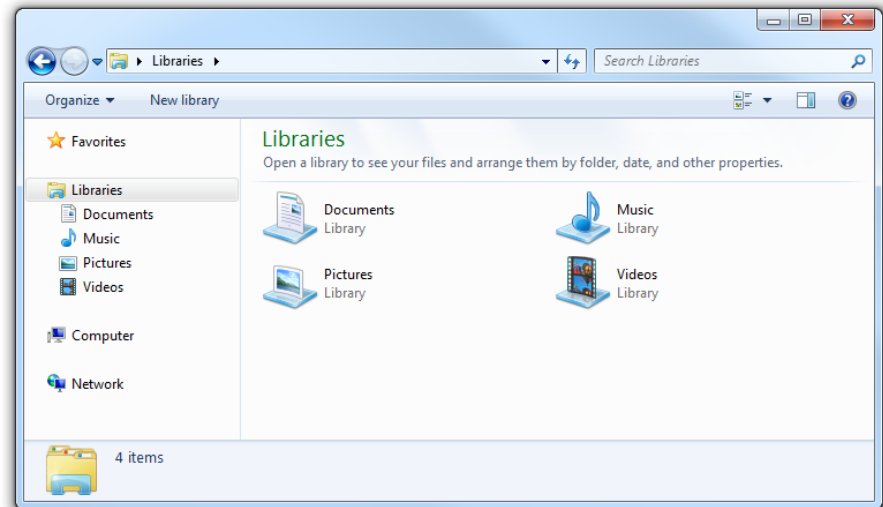 Libraries
Search Libraries
Organize
New library
Favorites
Libraries
Documents
Music
Pictures
Videos
Computer
Network
Libraries
Open a library to see your files and arrange them by folder, date, and other properties.
Documents
Library
Music
Library
Pictures
Library
Videos
Library
4 items